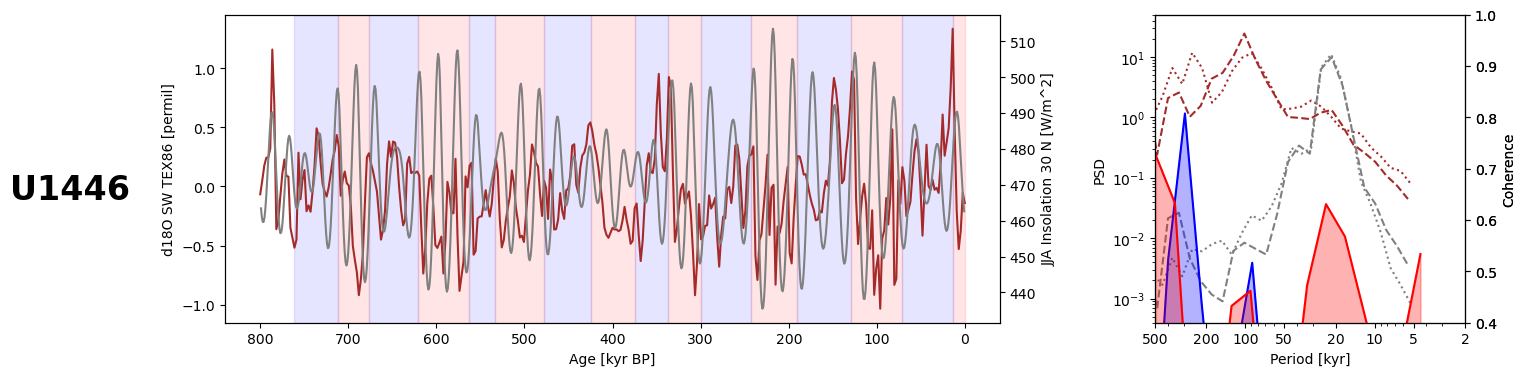 U1446
d18O SW TEX86 [permil]
1.0
0.5
0.0
−0.5
−1.0
800 700 600 500 400 300 200 100 0
Age [kyr BP]
510
500
490
480
470
460
450
440
JJA Insolation 30 N [W/m^2]
PSD
10^1
10^0
10^−1
10^−2
10^−3
500 200 100 50 20 10 5 2
Period [kyr]
1.0
0.9
0.8
0.7
0.6
0.5
0.4
Coherence